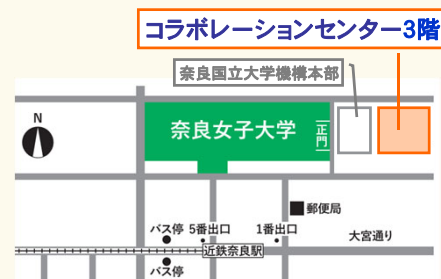 コラボレーションセンター3階
奈良国立大学機構本部
N
奈良女子大学
正門
郵便局
バス停
5番出口
1番出口
大宮通り
近鉄奈良駅
バス停